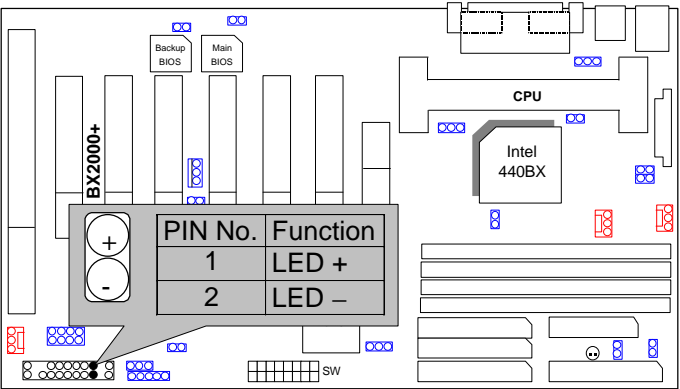 Backup
BIOS
Main
BIOS
CPU
BX2000+
Intel
440BX
+
-
PIN No. Function
1 LED +
2 LED –
SW